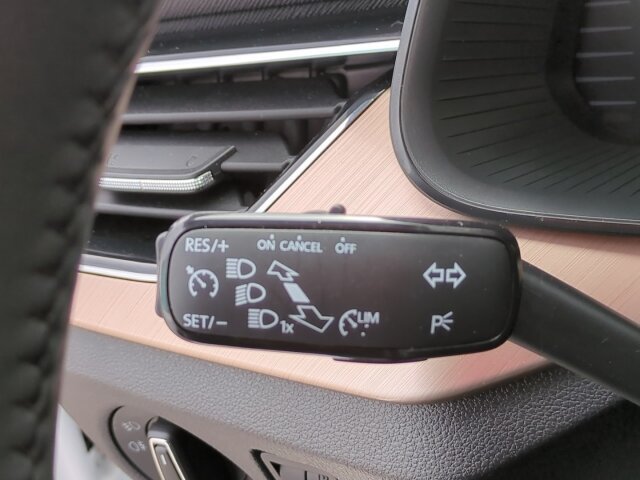 RES/+ ON CANCEL OFF
SET/- 1x LIM
P